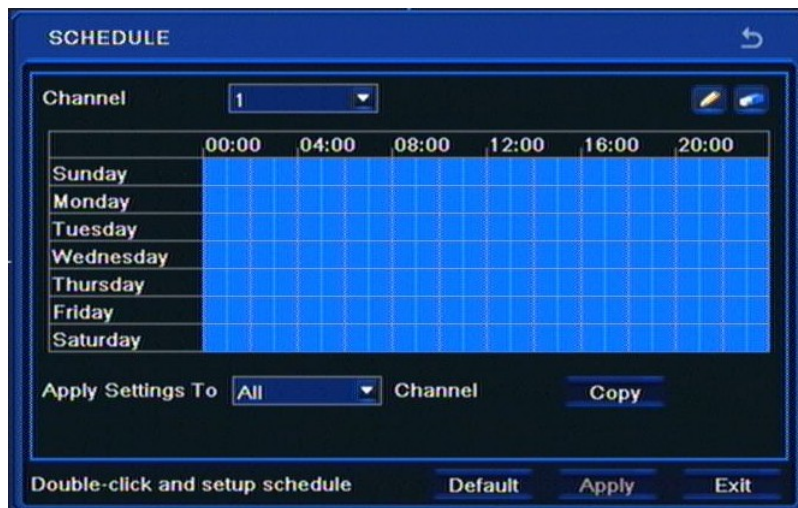 SCHEDULE
Channel 1
00:00 04:00 08:00 12:00 16:00 20:00
Sunday
Monday
Tuesday
Wednesday
Thursday
Friday
Saturday
Apply Settings To All Channel Copy
Double-click and setup schedule Default Apply Exit